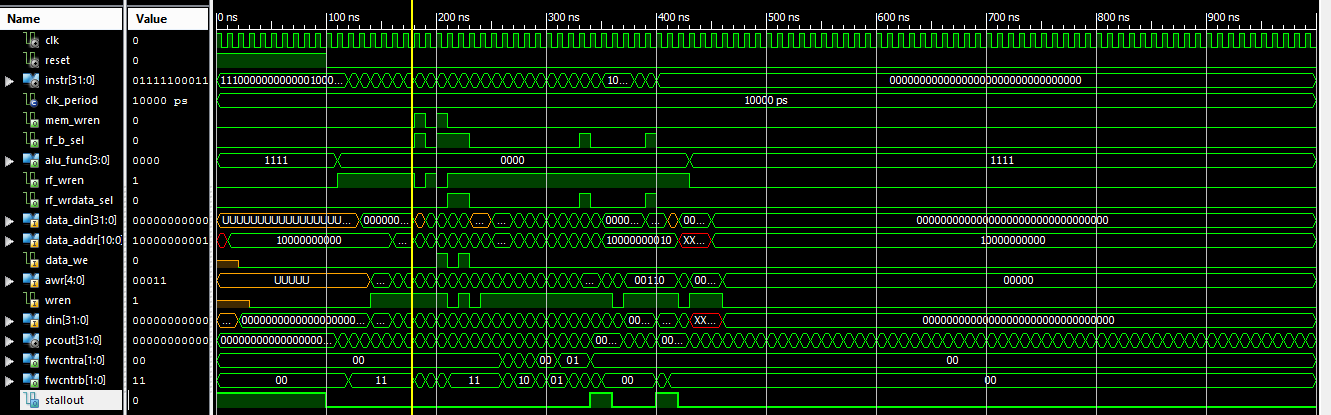 Name Value 0 ns 100 ns 200 ns 300 ns 400 ns 500 ns 600 ns 700 ns 800 ns 900 ns
clk 0
reset 0
instr[31:0] 01111100011 1110000000000001000... 10... 00000000000000000000000000000000
clk_period 10000 ps 10000 ps
mem_wren 0
rf_b_sel 0
alu_func[3:0] 0000 1111 0000 1111
rf_wren 1
rf_wrdata_sel 0
data_din[31:0] 00000000000 UUUUUUUUUUUUUUUU... 000000... ... ... 0000... ... 00... 00000000000000000000000000000000
data_addr[10:0] 10000000001 10000000000 ... ... 10000000010 XX... 10000000000
data_we 0
awr[4:0] 00011 UUUUU ... ... 00110 00... 00000
wren 1
din[31:0] 00000000000 ... 0000000000000000000... ... 00... ... XX... 00000000000000000000000000000000
pcout[31:0] 00000000000 00000000000000000000... 00... 00...
fwcntra[1:0] 00 00 00 01 00
fwcntrb[1:0] 11 00 11 11 10 01 00 00
stallout 0